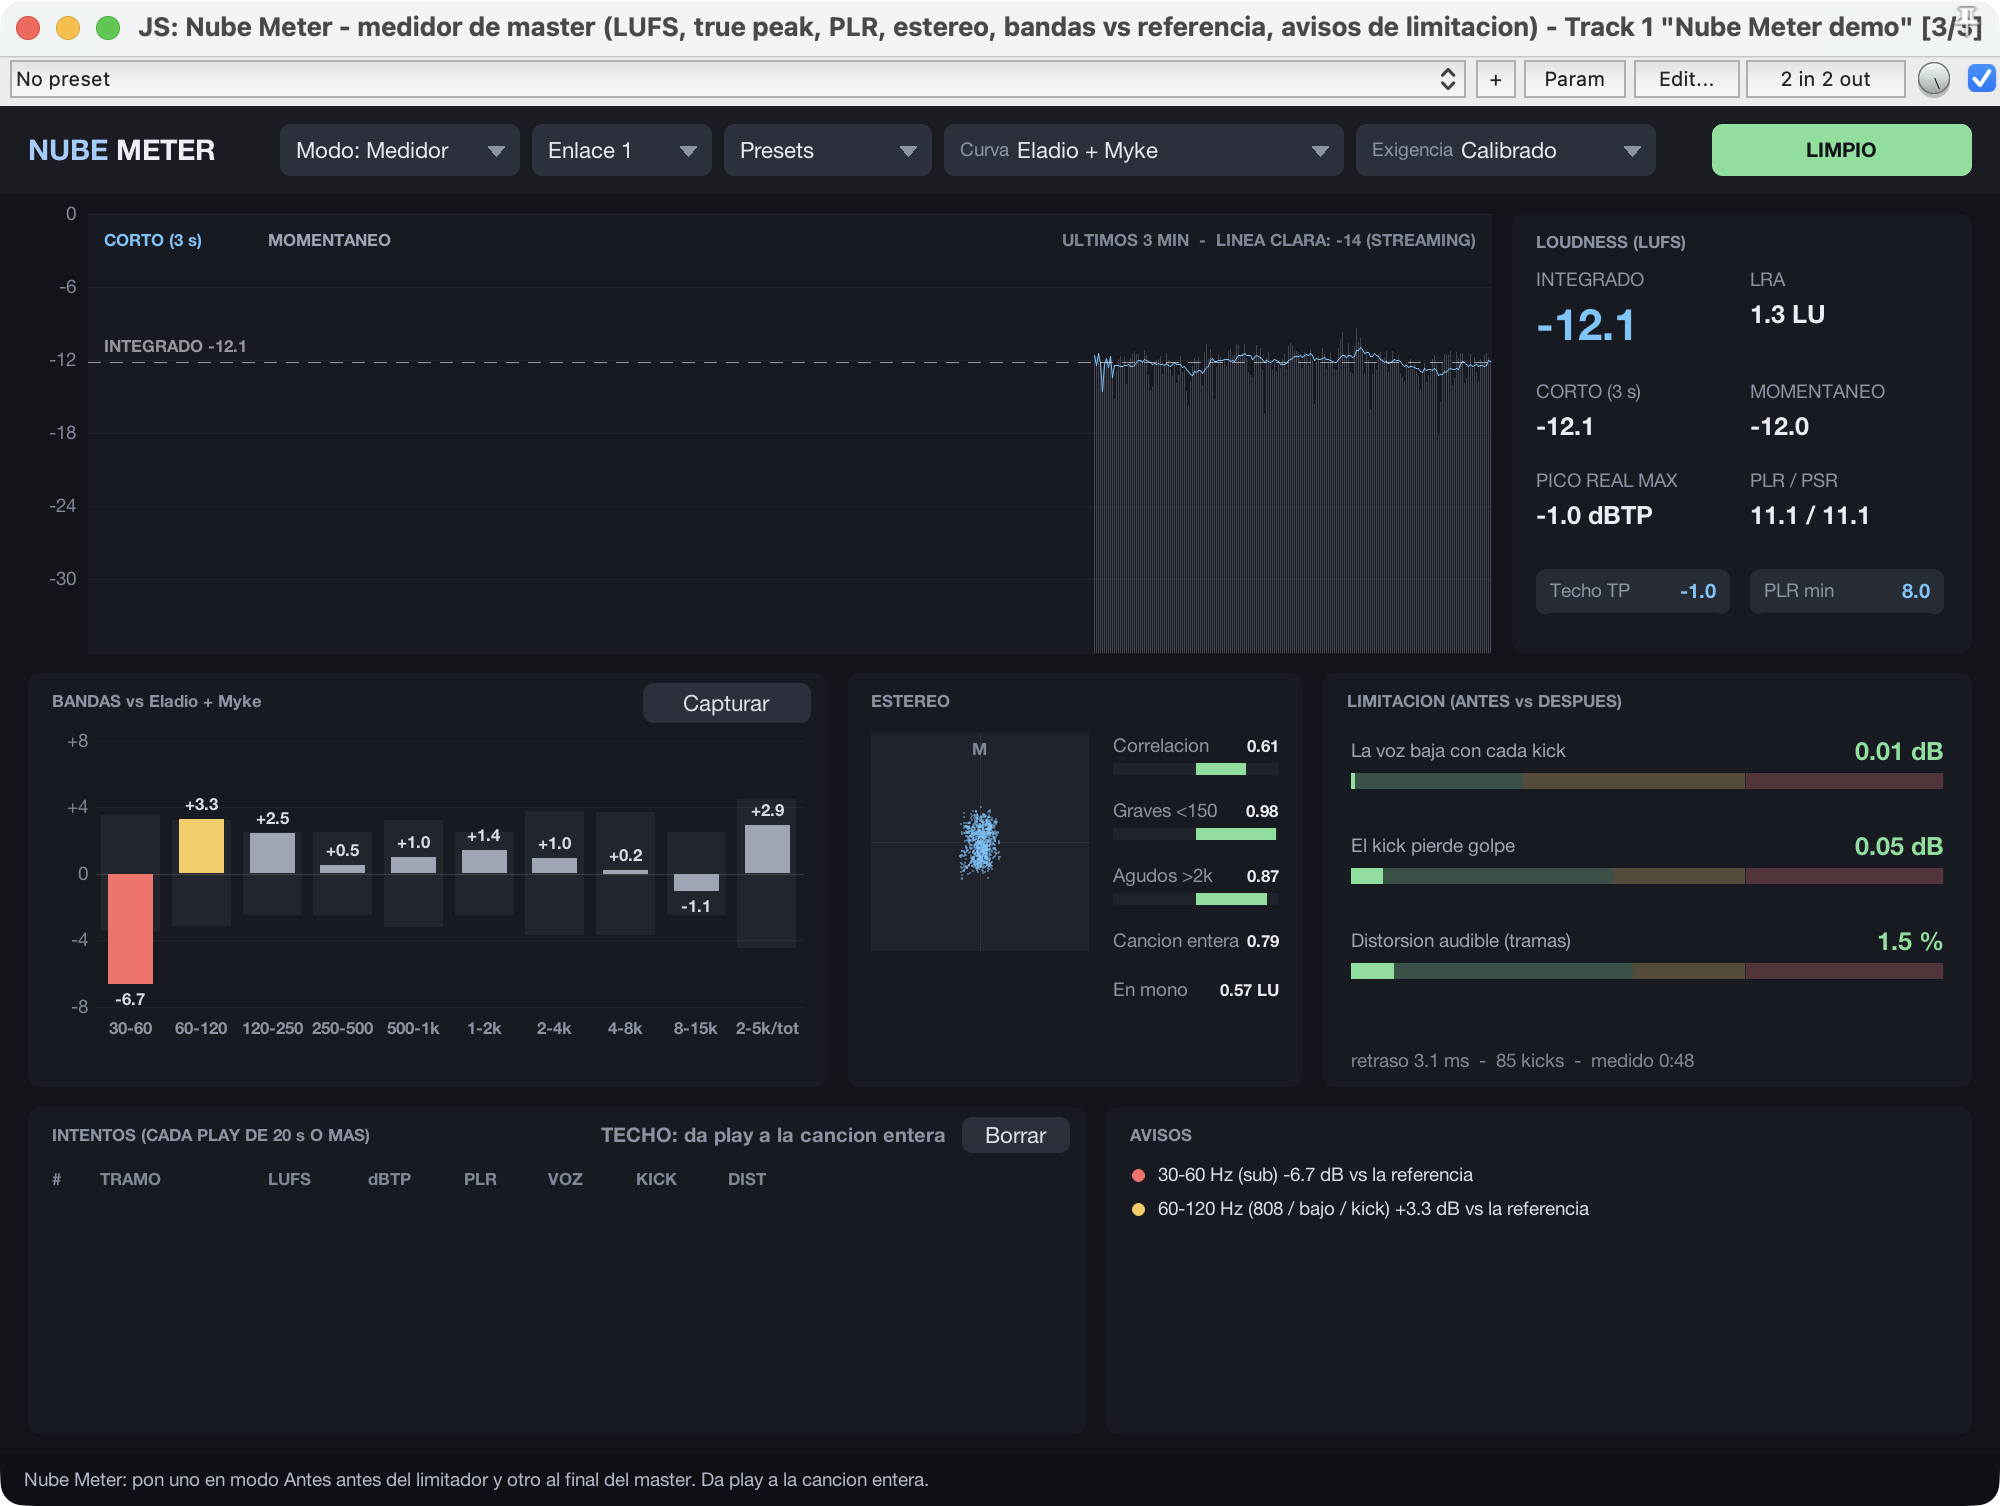 JS: Nube Meter - medidor de master (LUFS, true peak, PLR, estereo, bandas vs referencia, avisos de limitacion) - Track 1 "Nube Meter demo"
No preset
+
Param
Edit...
2 in 2 out
NUBE METER
Modo: Medidor
Enlace 1
Presets
Curva Eladio + Myke
Exigencia Calibrado
LIMPIO
0
-6
-12
-18
-24
-30
CORTO (3 s)
MOMENTANEO
ULTIMOS 3 MIN - LINEA CLARA: -14 (STREAMING)
INTEGRADO -12.1
LOUDNESS (LUFS)
INTEGRADO
LRA
-12.1
1.3 LU
CORTO (3 s)
MOMENTANEO
-12.1
-12.0
PICO REAL MAX
PLR / PSR
-1.0 dBTP
11.1 / 11.1
Techo TP -1.0
PLR min 8.0
BANDAS vs Eladio + Myke
Capturar
+8
+4
0
-4
-8
-6.7
+3.3
+2.5
+0.5
+1.0
+1.4
+1.0
+0.2
-1.1
+2.9
30-60
60-120
120-250
250-500
500-1k
1-2k
2-4k
4-8k
8-15k
2-5k/tot
ESTEREO
M
Correlacion 0.61
Graves <150 0.98
Agudos >2k 0.87
Cancion entera 0.79
En mono 0.57 LU
LIMITACION (ANTES vs DESPUES)
La voz baja con cada kick 0.01 dB
El kick pierde golpe 0.05 dB
Distorsion audible (tramas) 1.5 %
retraso 3.1 ms - 85 kicks - medido 0:48
INTENTOS (CADA PLAY DE 20 s O MAS)
TECHO: da play a la cancion entera
Borrar
# TRAMO LUFS dBTP PLR VOZ KICK DIST
AVISOS
30-60 Hz (sub) -6.7 dB vs la referencia
60-120 Hz (808 / bajo / kick) +3.3 dB vs la referencia
Nube Meter: pon uno en modo Antes antes del limitador y otro al final del master. Da play a la cancion entera.